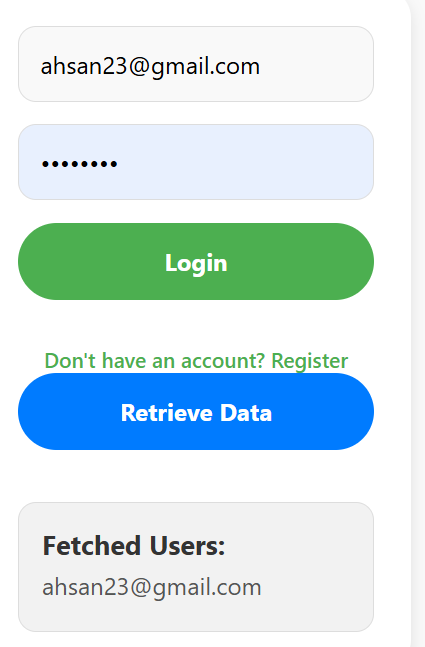 ahsan23@gmail.com
••••••••
Login
Don't have an account? Register
Retrieve Data
Fetched Users:
ahsan23@gmail.com